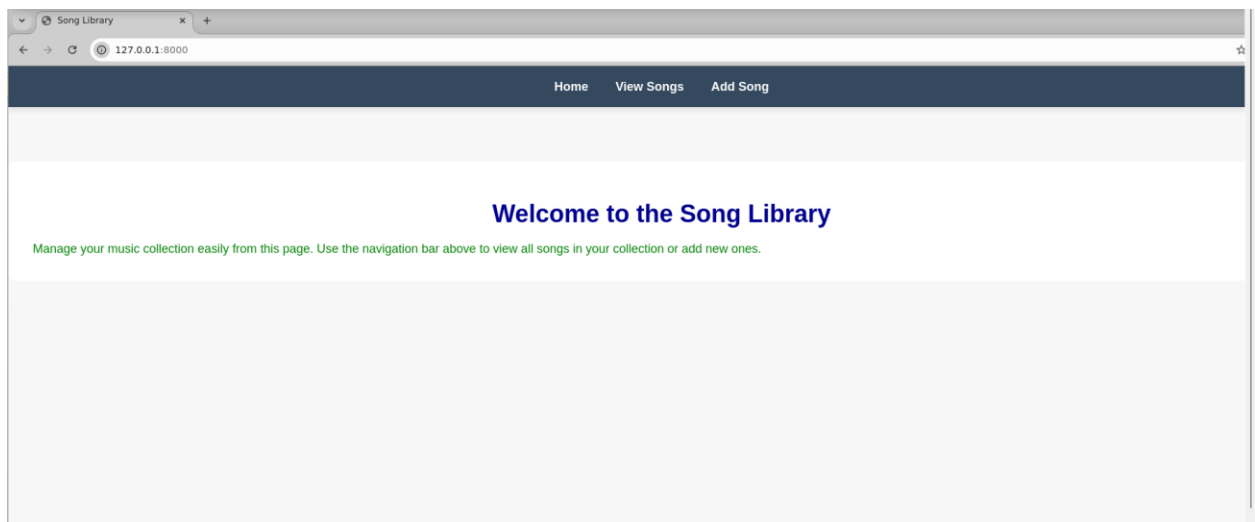 Song Library
127.0.0.1:8000
Home View Songs Add Song
Welcome to the Song Library
Manage your music collection easily from this page. Use the navigation bar above to view all songs in your collection or add new ones.